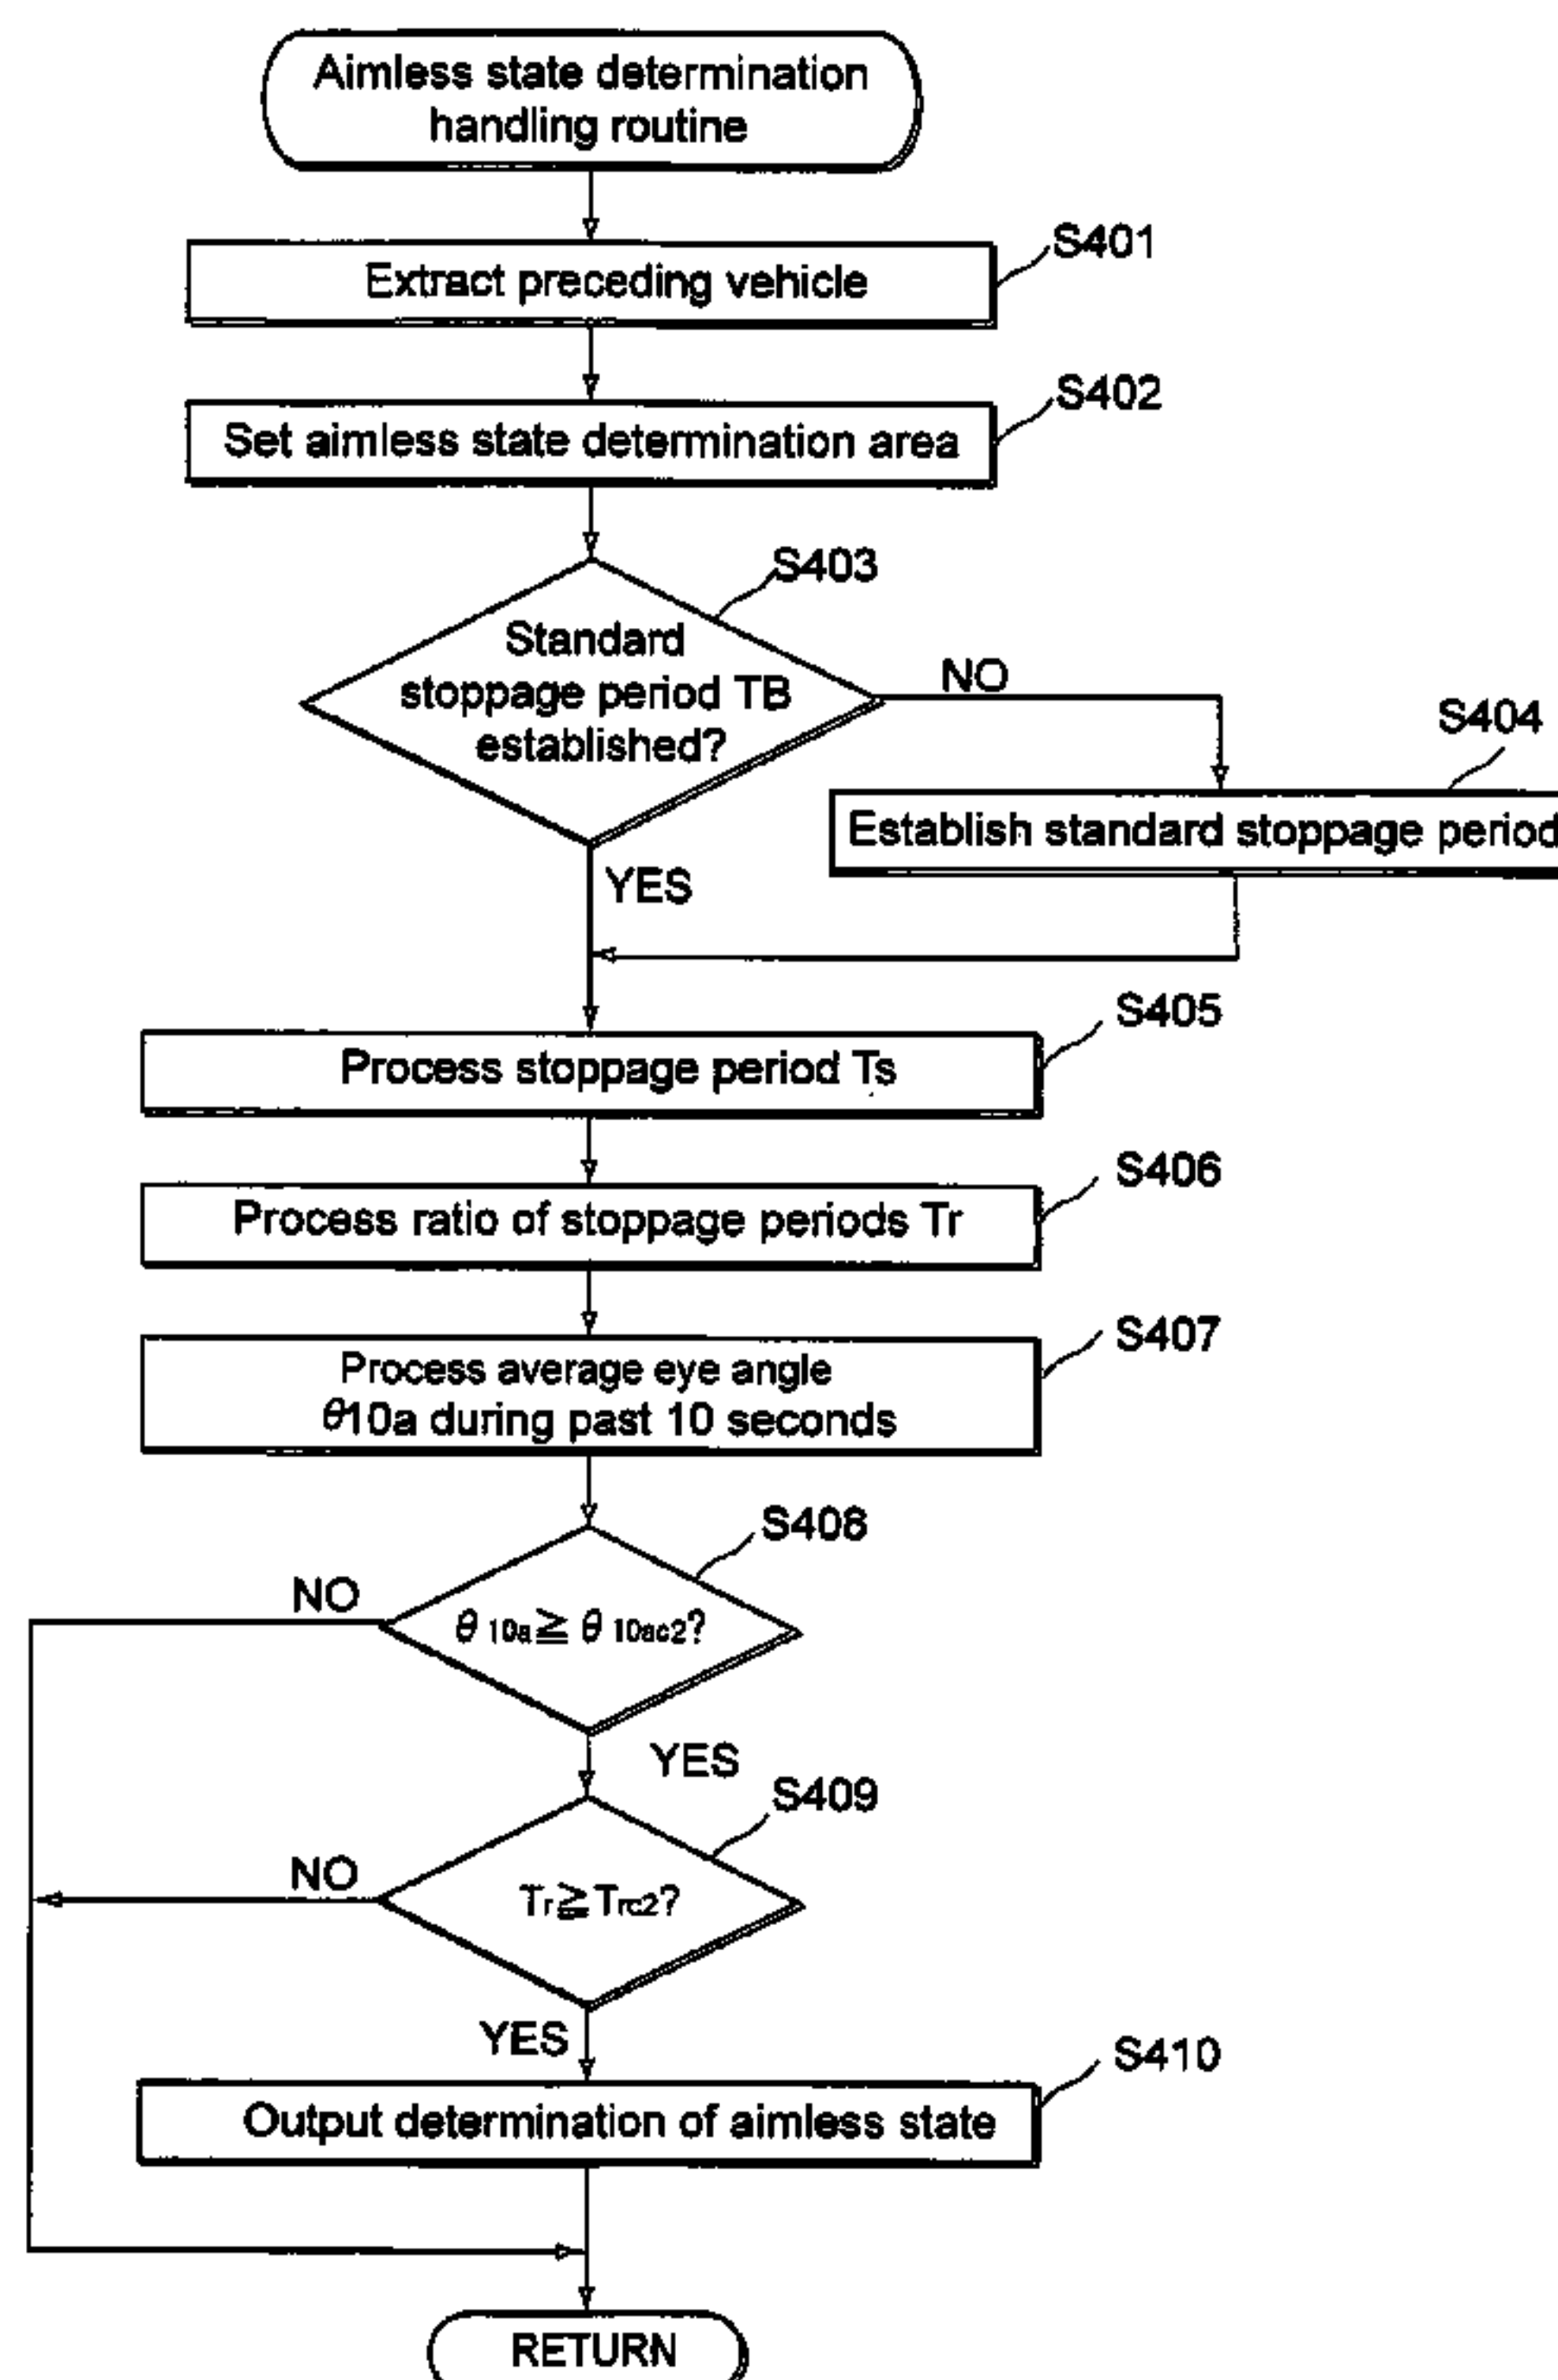 Aimless state determination
handling routine
S401
Extract preceding vehicle
S402
Set aimless state determination area
S403
Standard
stoppage period TB
established?
NO
S404
Establish standard stoppage period
YES
S405
Process stoppage period Ts
S406
Process ratio of stoppage periods Tr
S407
Process average eye angle
θ10a during past 10 seconds
S408
NO
θ 10a ≧ θ 10ac2?
YES
S409
NO
Tr ≧ Trc2?
YES
S410
Output determination of aimless state
RETURN